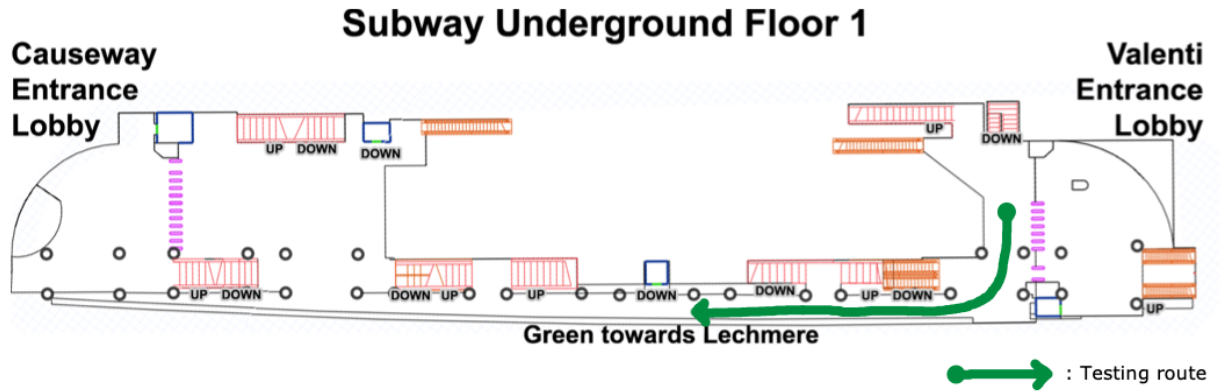 Subway Underground Floor 1
Causeway
Entrance
Lobby
Valenti
Entrance
Lobby
UP DOWN
DOWN
UP
DOWN
UP DOWN
DOWN UP
UP
DOWN
DOWN
UP DOWN
UP
Green towards Lechmere
: Testing route